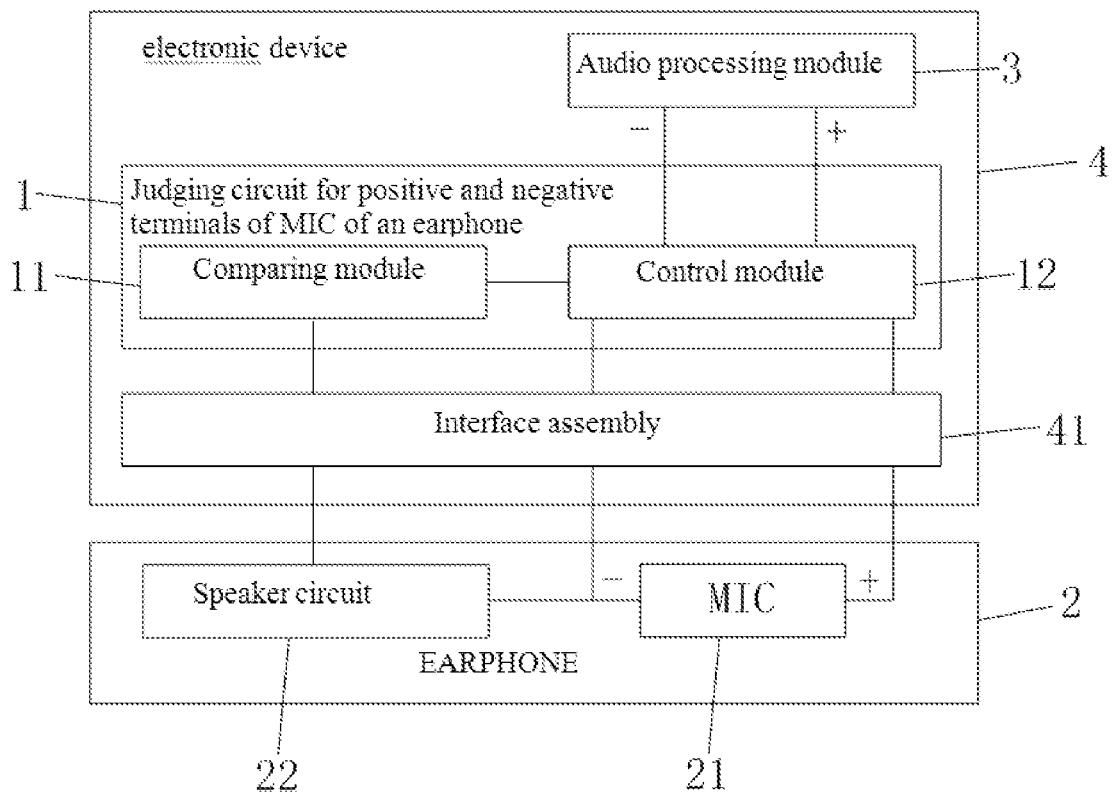 electronic device
Audio processing module
3
− +
4
1
Judging circuit for positive and negative
terminals of MIC of an earphone
11
Comparing module
Control module
12
Interface assembly
41
Speaker circuit
−
MIC
+
2
EARPHONE
22
21